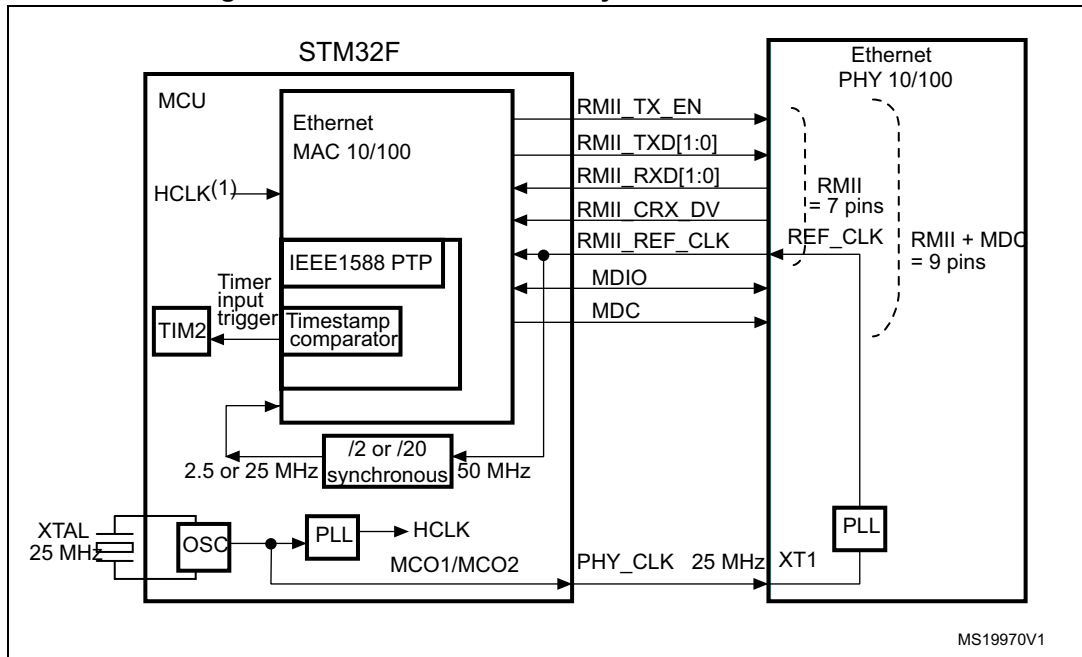 STM32F
MCU
Ethernet
MAC 10/100
HCLK(1)
IEEE1588 PTP
Timer
input
trigger
TIM2
Timestamp
comparator
/2 or /20
synchronous
2.5 or 25 MHz
50 MHz
XTAL
25 MHz
OSC
PLL
HCLK
MCO1/MCO2
RMII_TX_EN
RMII_TXD[1:0]
RMII_RXD[1:0]
RMII_CRX_DV
RMII_REF_CLK
MDIO
MDC
PHY_CLK 25 MHz
Ethernet
PHY 10/100
RMII
= 7 pins
REF_CLK
RMII + MDC
= 9 pins
PLL
XT1
MS19970V1